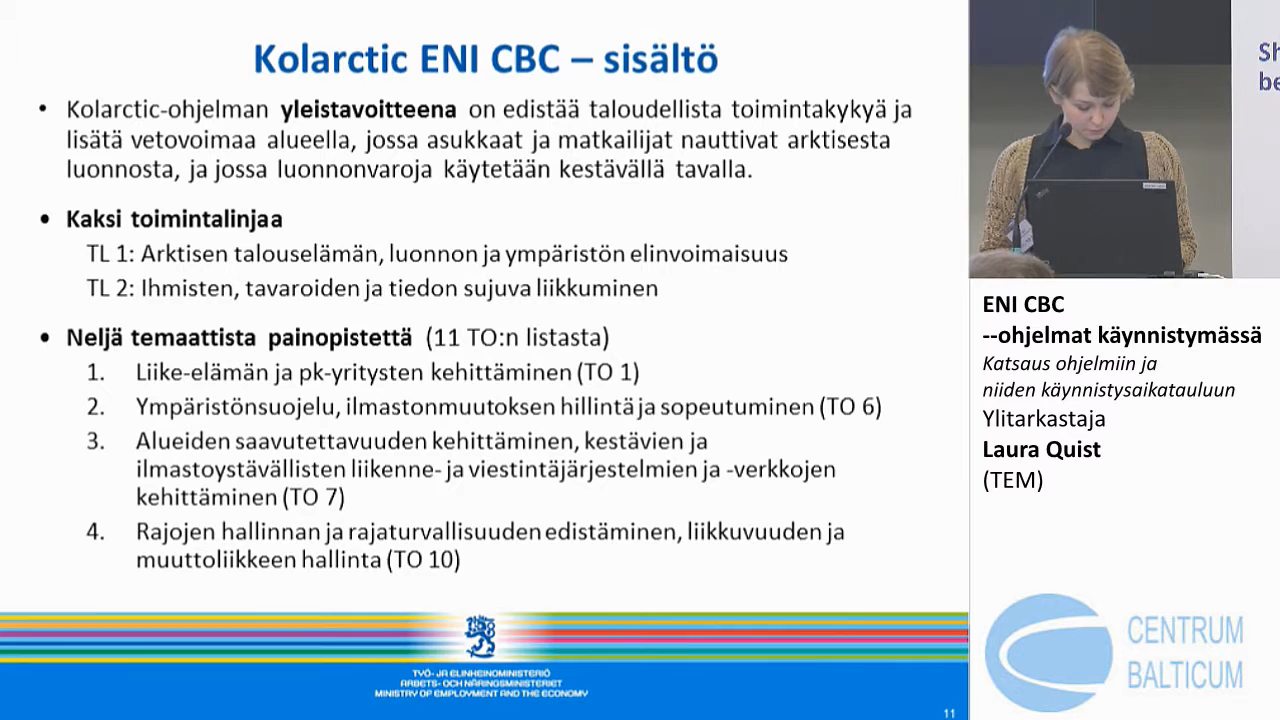 Kolarctic ENI CBC – sisältö
• Kolarctic-ohjelman yleistavoitteena on edistää taloudellista toimintakykyä ja
lisätä vetovoimaa alueella, jossa asukkaat ja matkailijat nauttivat arktisesta
luonnosta, ja jossa luonnonvaroja käytetään kestävällä tavalla.
• Kaksi toimintalinjaa
TL 1: Arktisen talouselämän, luonnon ja ympäristön elinvoimaisuus
TL 2: Ihmisten, tavaroiden ja tiedon sujuva liikkuminen
• Neljä temaattista painopistettä (11 TO:n listasta)
1. Liike-elämän ja pk-yritysten kehittäminen (TO 1)
2. Ympäristönsuojelu, ilmastonmuutoksen hillintä ja sopeutuminen (TO 6)
3. Alueiden saavutettavuuden kehittäminen, kestävien ja
ilmastoystävällisten liikenne- ja viestintäjärjestelmien ja -verkkojen
kehittäminen (TO 7)
4. Rajojen hallinnan ja rajaturvallisuuden edistäminen, liikkuvuuden ja
muuttoliikkeen hallinta (TO 10)
TYÖ- JA ELINKEINOMINISTERIÖ
ARBETS- OCH NÄRINGSMINISTERIET
MINISTRY OF EMPLOYMENT AND THE ECONOMY
11
Sh
be
ENI CBC
--ohjelmat käynnistymässä
Katsaus ohjelmiin ja
niiden käynnistysaikatauluun
Ylitarkastaja
Laura Quist
(TEM)
CENTRUM
BALTICUM